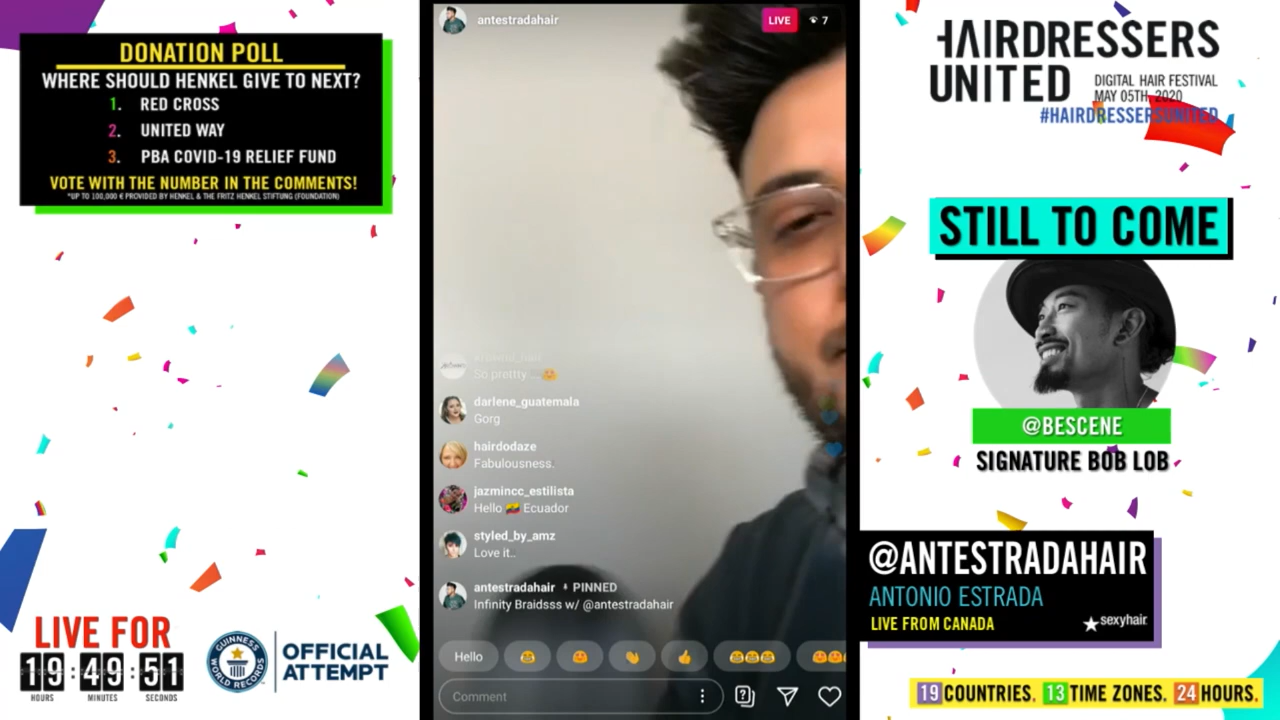 DONATION POLL
WHERE SHOULD HENKEL GIVE TO NEXT?
1. RED CROSS
2. UNITED WAY
3. PBA COVID-19 RELIEF FUND
VOTE WITH THE NUMBER IN THE COMMENTS!
*UP TO 100,000 € PROVIDED BY HENKEL & THE FRITZ HENKEL STIFTUNG (FOUNDATION)
LIVE FOR
19:49:51
HOURS MINUTES SECONDS
GUINNESS WORLD RECORDS
OFFICIAL
ATTEMPT
antestradahair
LIVE 7
So prettty....
darlene_guatemala
Gorg
hairdodaze
Fabulousness.
jazmincc_estilista
Hello 🇪🇨 Ecuador
styled_by_amz
Love it..
antestradahair PINNED
Infinity Braidsss w/ @antestradahair
Hello
Comment
HAIRDRESSERS
UNITED
DIGITAL HAIR FESTIVAL
MAY 05TH, 2020
#HAIRDRESSERSUNITED
STILL TO COME
@BESCENE
SIGNATURE BOB LOB
@ANTESTRADAHAIR
ANTONIO ESTRADA
LIVE FROM CANADA
sexyhair
19 COUNTRIES. 13 TIME ZONES. 24 HOURS.